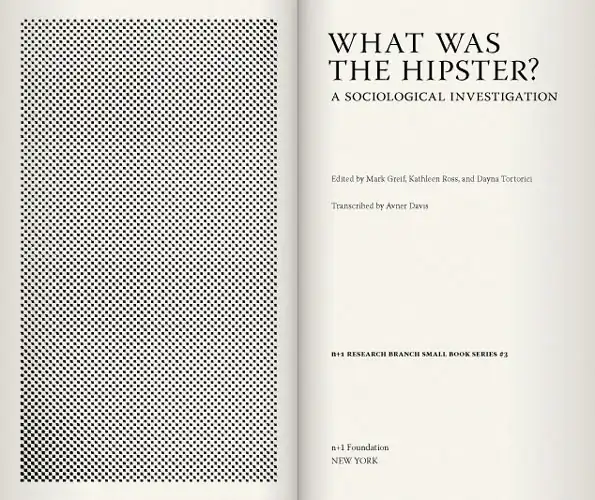 WHAT WAS
THE HIPSTER?
A SOCIOLOGICAL INVESTIGATION
Edited by Mark Greif, Kathleen Ross, and Dayna Tortorici
Transcribed by Avner Davis
n+1 RESEARCH BRANCH SMALL BOOK SERIES #3
n+1 Foundation
NEW YORK